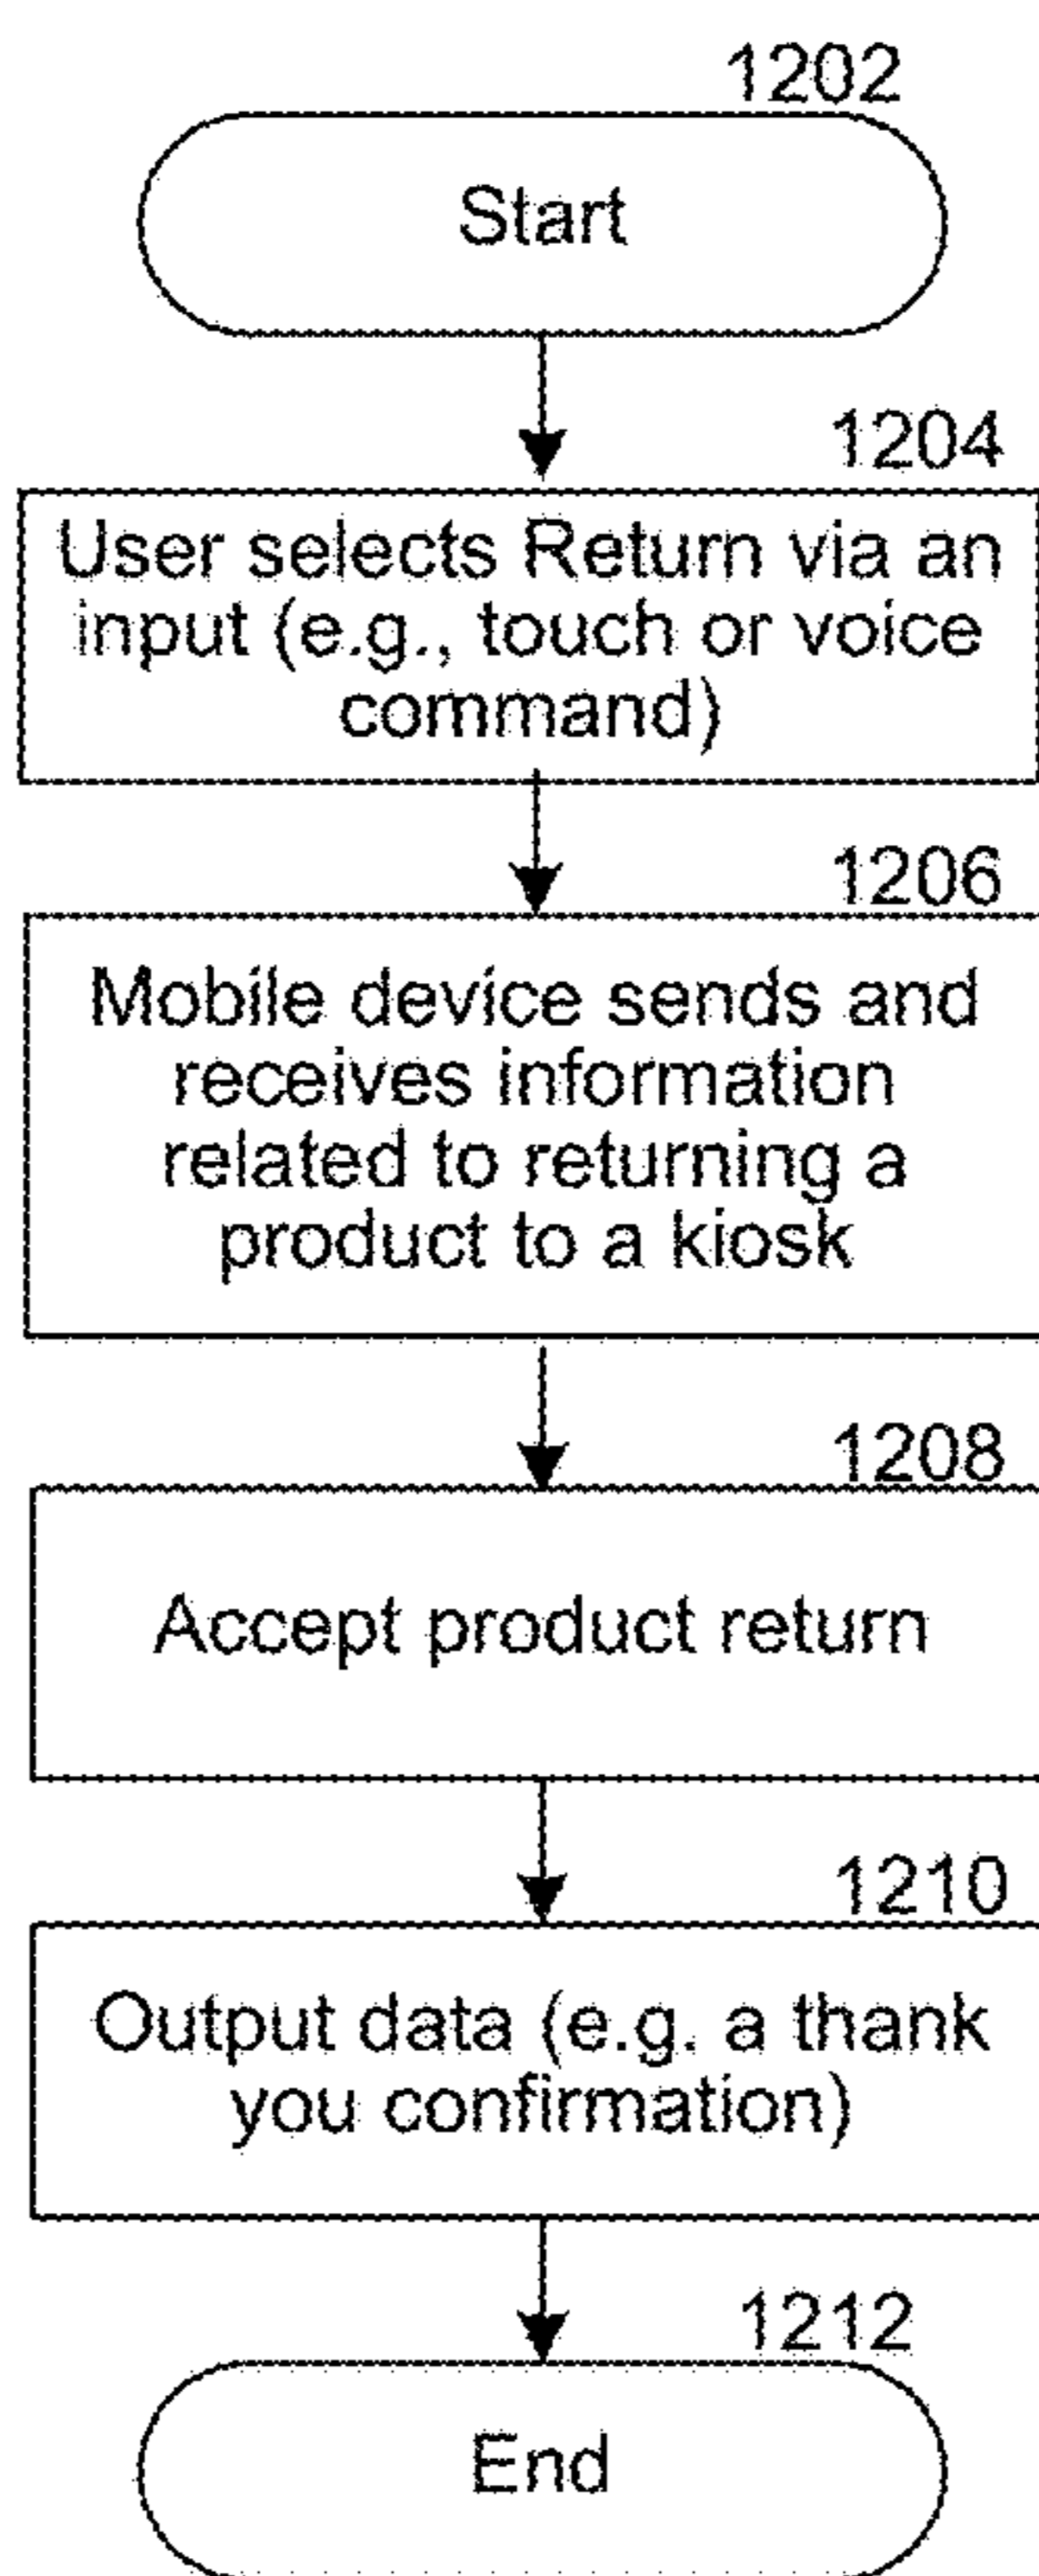 1202
Start
1204
User selects Return via an
input (e.g., touch or voice
command)
1206
Mobile device sends and
receives information
related to returning a
product to a kiosk
1208
Accept product return
1210
Output data (e.g. a thank
you confirmation)
1212
End